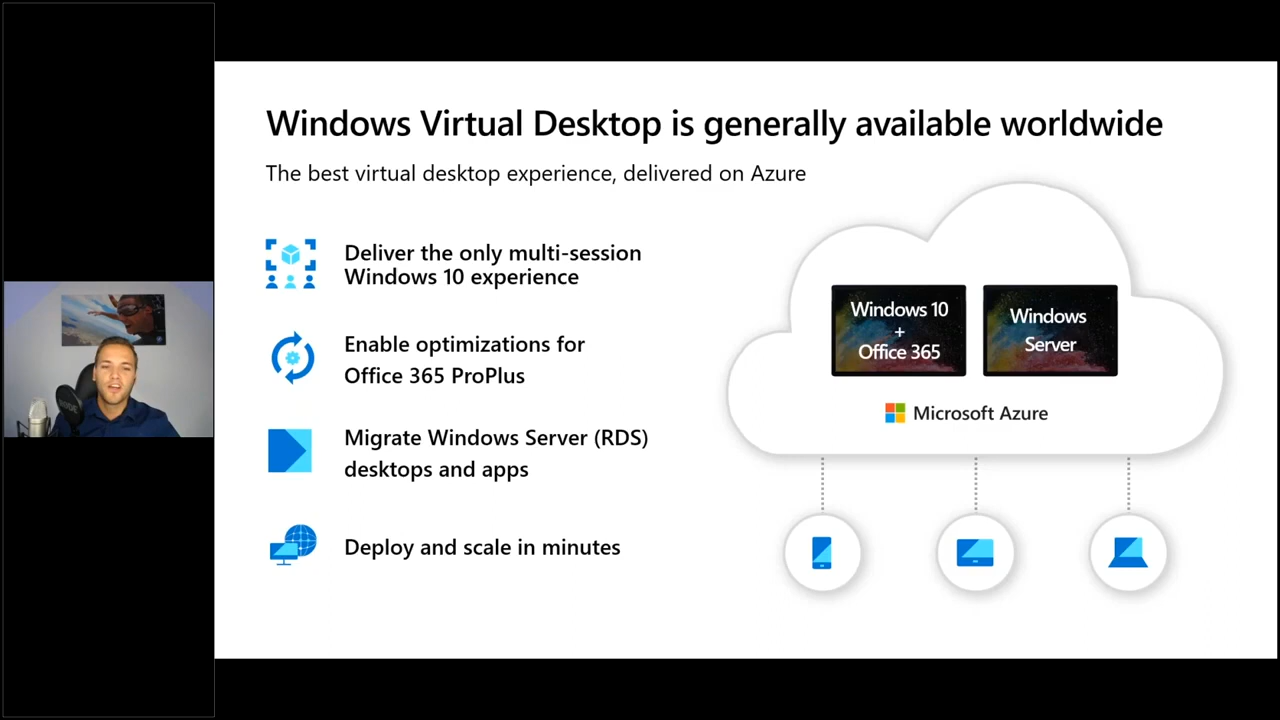 Windows Virtual Desktop is generally available worldwide
The best virtual desktop experience, delivered on Azure
Deliver the only multi-session
Windows 10 experience
Enable optimizations for
Office 365 ProPlus
Migrate Windows Server (RDS)
desktops and apps
Deploy and scale in minutes
Windows 10
+
Office 365
Windows
Server
Microsoft Azure
RODE